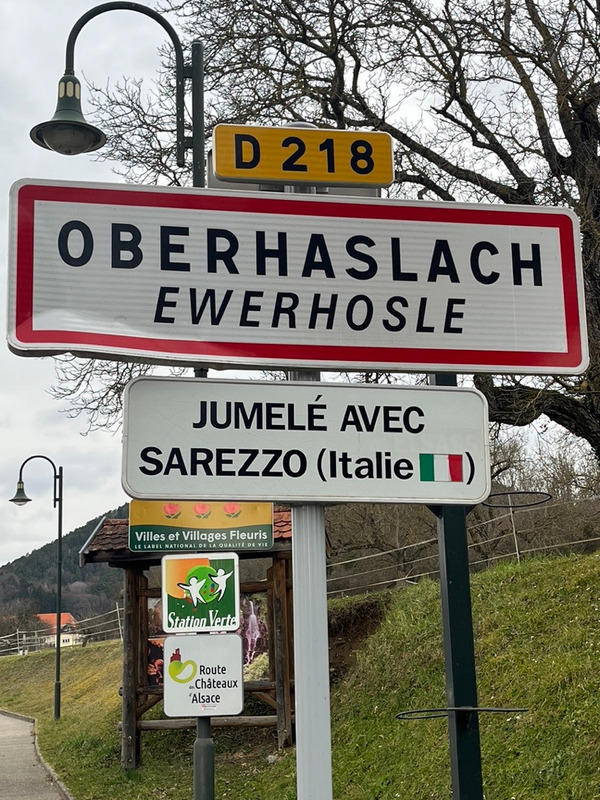 D 218
OBERHASLACH
EWERHOSLE
JUMELÉ AVEC
SAREZZO (Italie )
Villes et Villages Fleuris
LE LABEL NATIONAL DE LA QUALITÉ DE VIE
Station Verte
Route
des Châteaux
d'Alsace